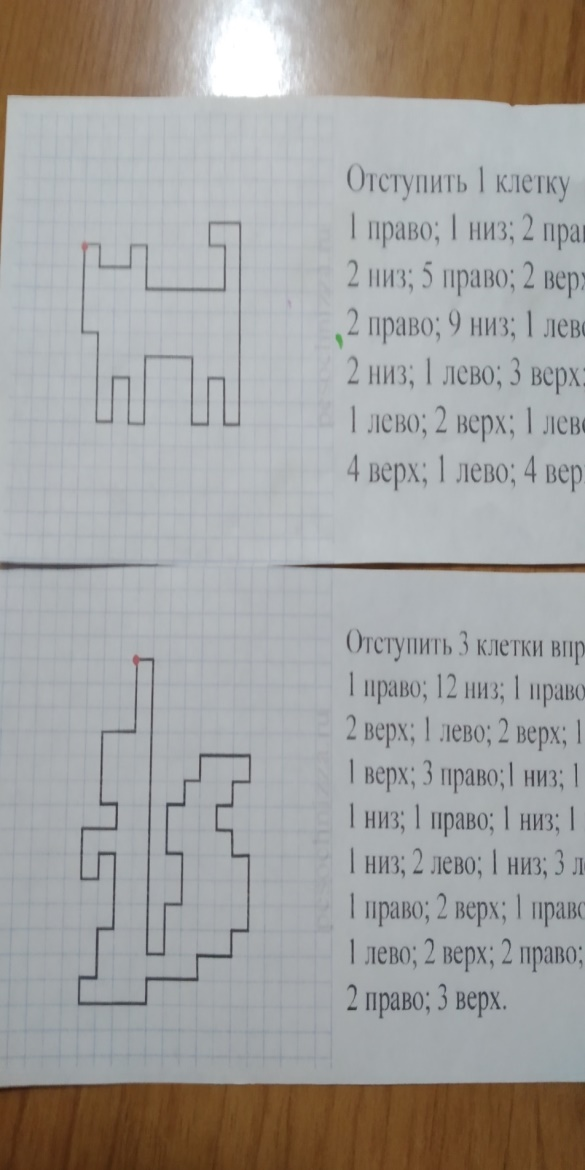 Отступить 1 клетку
1 право; 1 низ; 2
2 низ; 5 право; 2
2 право; 9 низ; 1
2 низ; 1 лево; 3
1 лево; 2 верх; 1
4 верх; 1 лево; 4
Отступить 3 клетки
1 право; 12 низ; 1 право
2 верх; 1 лево; 2 верх; 1
1 верх; 3 право;1 низ; 1
1 низ; 1 право; 1 низ; 1
1 низ; 2 лево; 1 низ; 3
1 право; 2 верх; 1
1 лево; 2 верх; 2 право;
2 право; 3 верх.